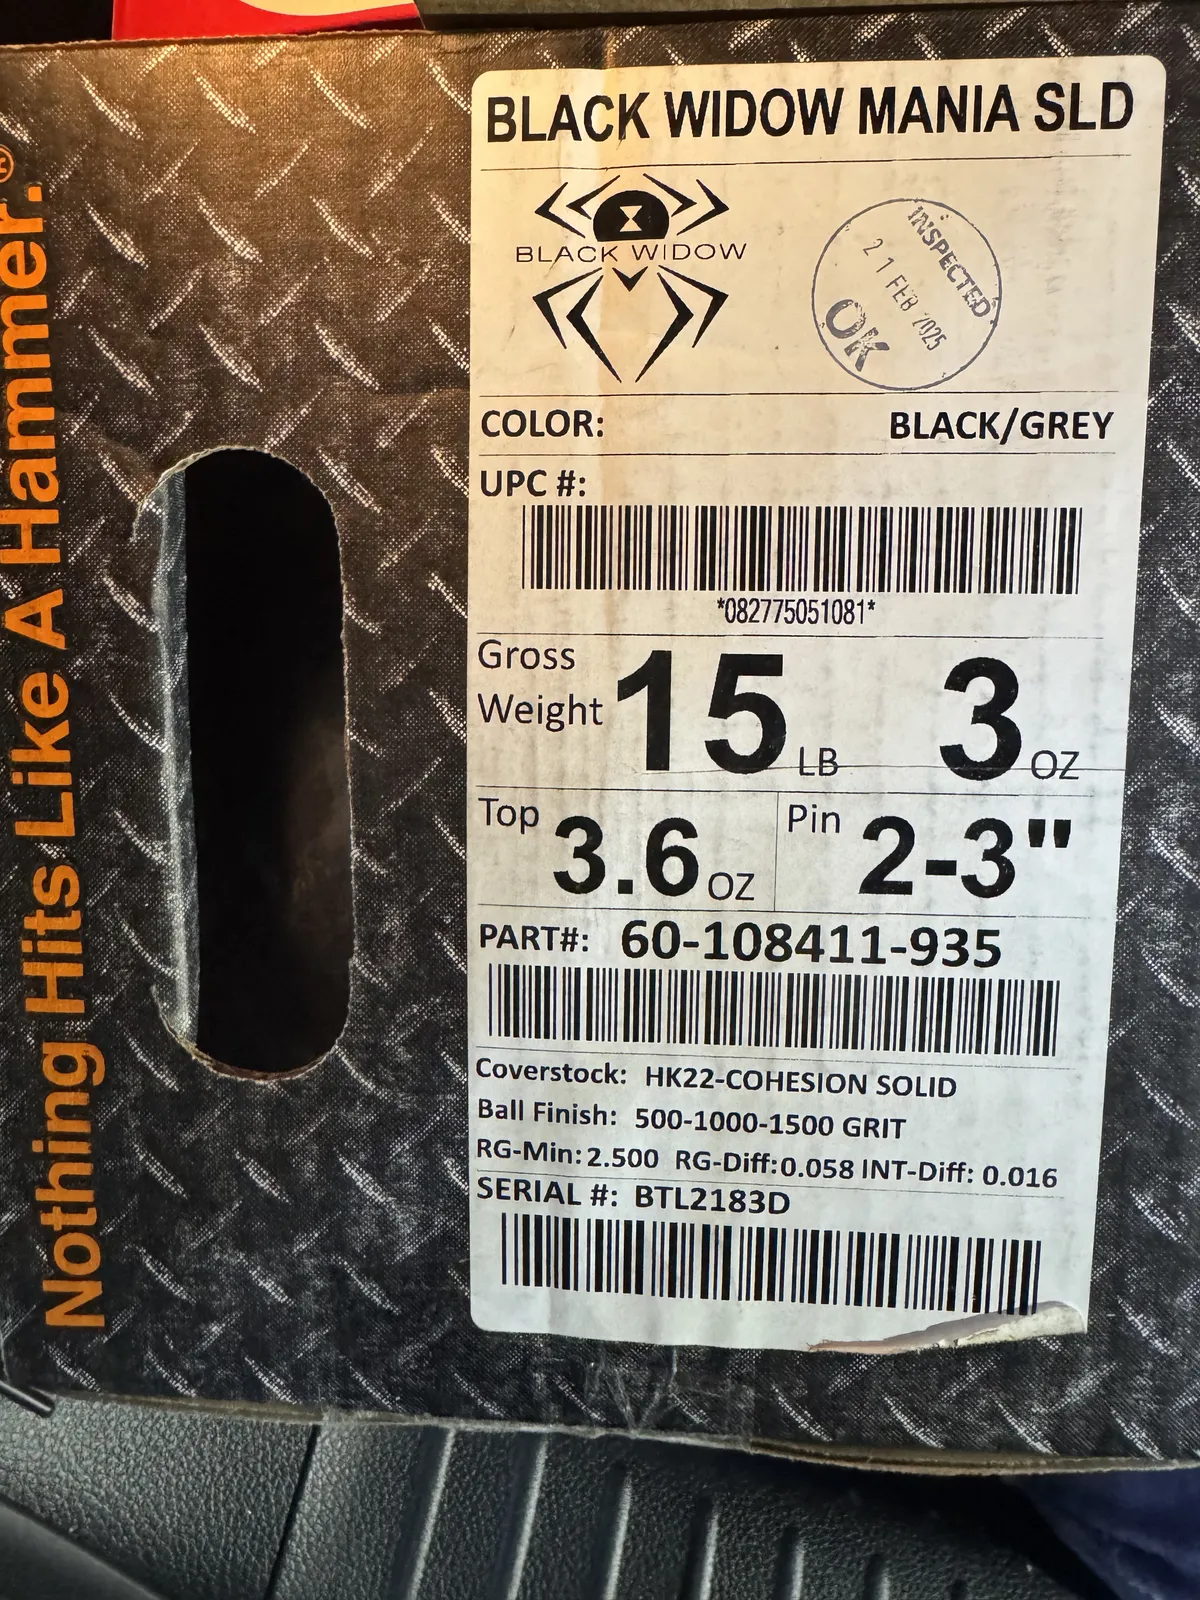 Nothing Hits Like A Hammer.®
BLACK WIDOW MANIA SLD
BLACK WIDOW
INSPECTED
21 FEB 2025
OK
COLOR: BLACK/GREY
UPC #:
*082775051081*
Gross Weight 15 LB 3 OZ
Top 3.6 OZ Pin 2-3"
PART#: 60-108411-935
Coverstock: HK22-COHESION SOLID
Ball Finish: 500-1000-1500 GRIT
RG-Min: 2.500 RG-Diff: 0.058 INT-Diff: 0.016
SERIAL #: BTL2183D